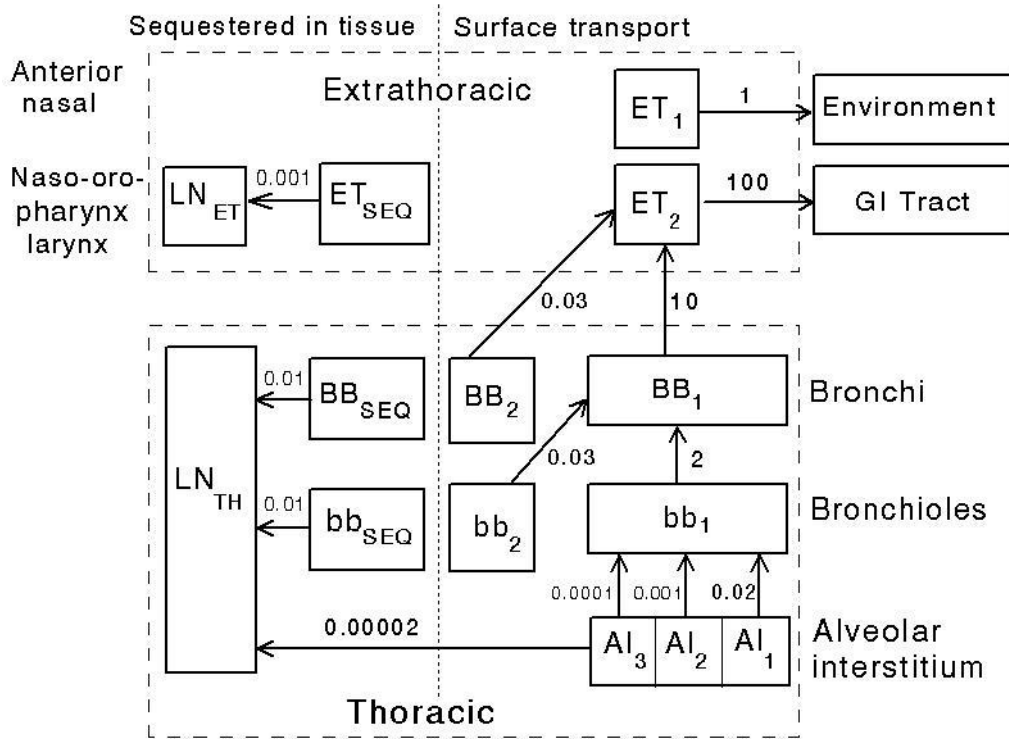 Sequestered in tissue
Surface transport
Anterior
nasal
Extrathoracic
ET1
1
Environment
Naso-oro-
pharynx
larynx
LNET
0.001
ETSEQ
ET2
100
GI Tract
0.03
10
LNTH
0.01
BBSEQ
BB2
BB1
Bronchi
0.03
2
0.01
bbSEQ
bb2
bb1
Bronchioles
0.0001
0.001
0.02
0.00002
AI3
AI2
AI1
Alveolar
interstitium
Thoracic